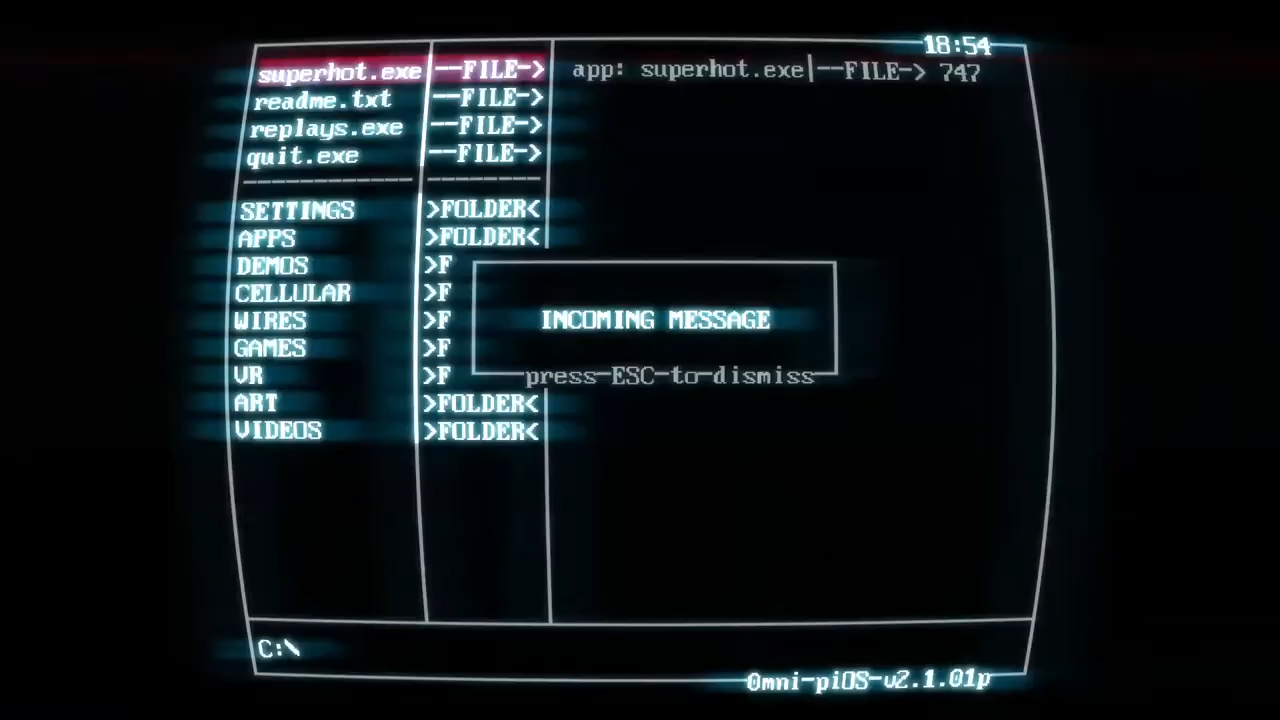 18:54
superhot.exe --FILE-> app: superhot.exe|--FILE-> 747
readme.txt --FILE->
replays.exe --FILE->
quit.exe --FILE->
------------ --------
SETTINGS >FOLDER<
APPS >FOLDER<
DEMOS >F
CELLULAR >F
WIRES >F
GAMES >F
VR >F
ART >FOLDER<
VIDEOS >FOLDER<
INCOMING MESSAGE
press-ESC-to-dismiss
C:\
0mni-piOS-v2.1.01p